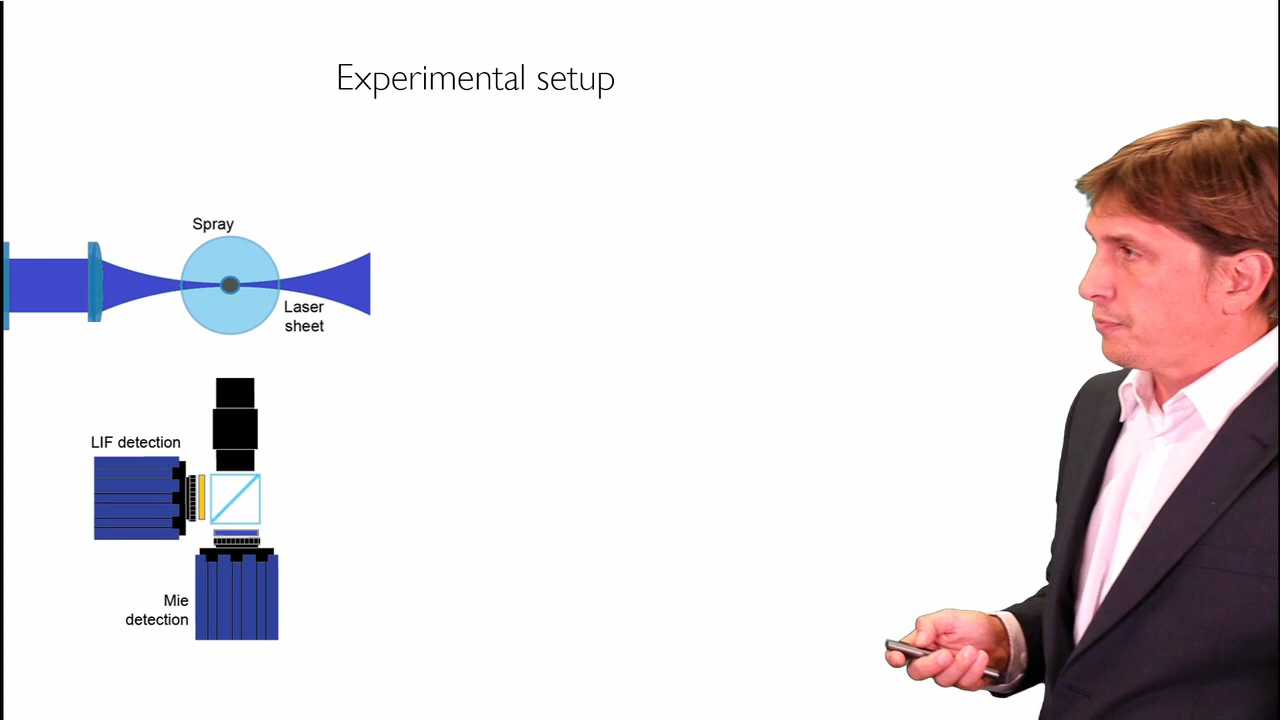 Experimental setup
Spray
Laser
sheet
LIF detection
Mie
detection